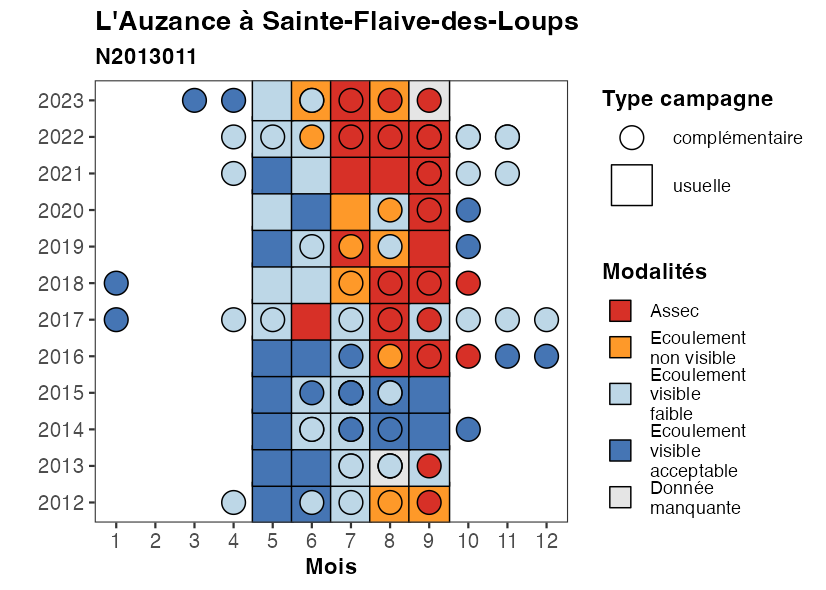 L'Auzance à Sainte-Flaive-des-Loups
N2013011
2023
2022
2021
2020
2019
2018
2017
2016
2015
2014
2013
2012
1 2 3 4 5 6 7 8 9 10 11 12
Mois
Type campagne
complémentaire
usuelle
Modalités
Assec
Ecoulement
non visible
Ecoulement
visible
faible
Ecoulement
visible
acceptable
Donnée
manquante